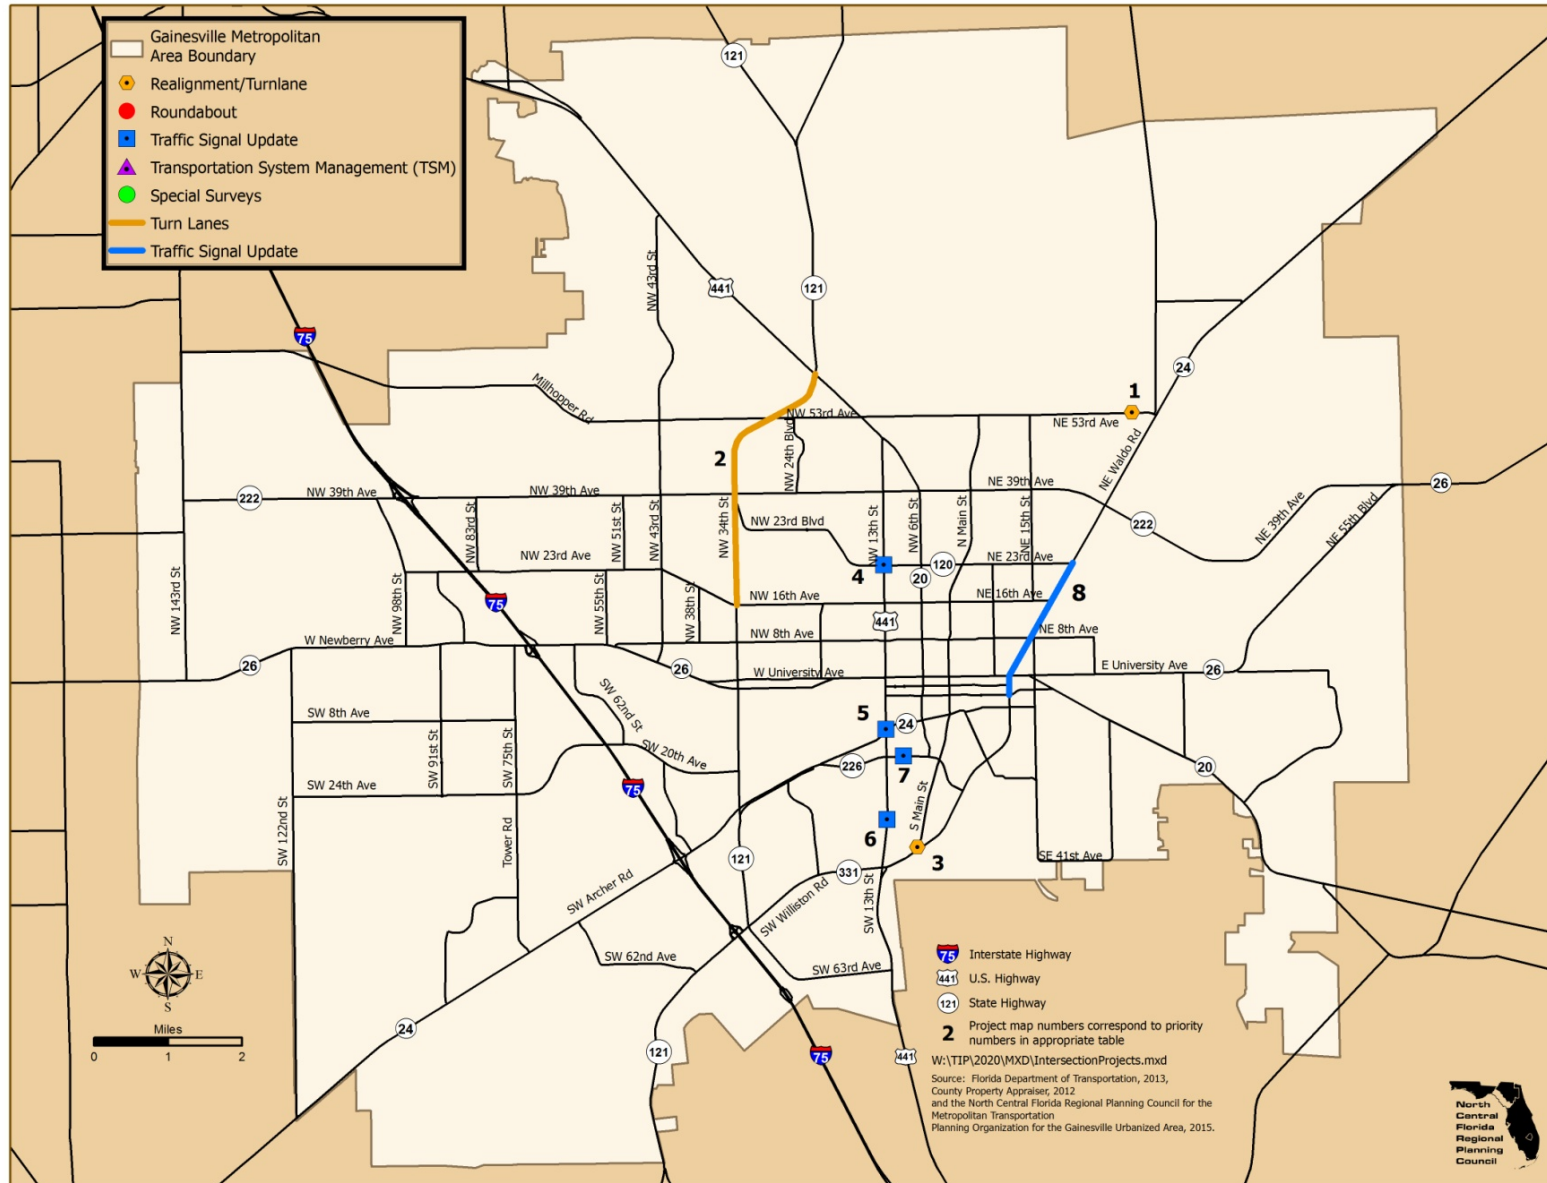 Gainesville Metropolitan
Area Boundary
Realignment/Turnlane
Roundabout
Traffic Signal Update
Transportation System Management (TSM)
Special Surveys
Turn Lanes
Traffic Signal Update
121
441
121
NW 43rd St
75
24
Millhopper Rd
1
NW 53rd Ave
NE 53rd Ave
2
NW 24th Blvd
NE Waldo Rd
222
NW 39th Ave
NW 39th Ave
NE 39th Ave
26
222
NE 39th Ave
NE 55th Blvd
NW 83rd St
NW 51st St
NW 43rd St
NW 34th St
NW 23rd Blvd
NW 13th St
NW 6th St
N Main St
NE 15th St
NW 23rd Ave
NE 23rd Ave
4
120
20
8
75
NW 143rd St
NW 98th St
NW 55th St
NW 38th St
NW 16th Ave
NE 16th Ave
441
W Newberry Ave
NW 8th Ave
NE 8th Ave
26
26
W University Ave
E University Ave
26
SW 62nd St
SW 8th Ave
5
24
SW 91st St
SW 75th St
SW 20th Ave
7
226
20
SW 24th Ave
75
S Main St
SW 122nd St
Tower Rd
6
3
121
331
SE 41st Ave
SW Archer Rd
SW Williston Rd
SW 13th St
SW 62nd Ave
SW 63rd Ave
N
W
E
S
Miles
0
1
2
24
121
75
441
75
Interstate Highway
441
U.S. Highway
121
State Highway
2
Project map numbers correspond to priority
numbers in appropriate table
W:\TIP\2020\MXD\IntersectionProjects.mxd
Source: Florida Department of Transportation, 2013,
County Property Appraiser, 2012
and the North Central Florida Regional Planning Council for the
Metropolitan Transportation
Planning Organization for the Gainesville Urbanized Area, 2015.
North
Central
Florida
Regional
Planning
Council